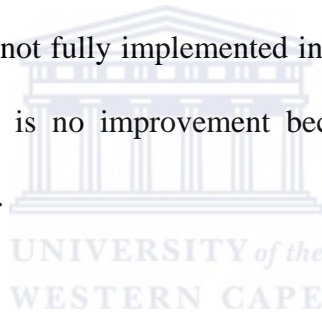 not fully implemented in
is no improvement bec
.
UNIVERSITY of the
WESTERN CAPE